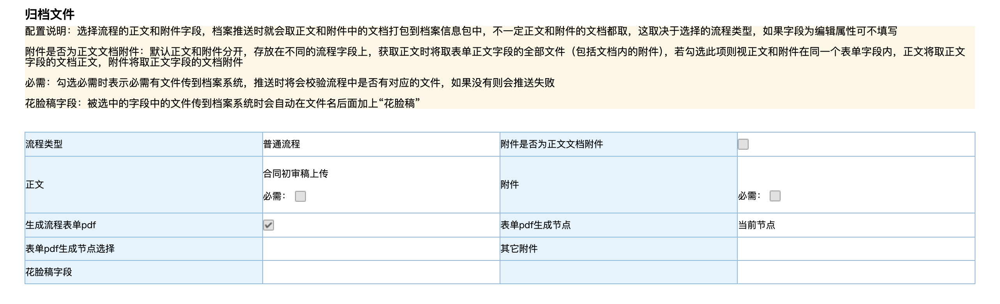 归档文件
配置说明：选择流程的正文和附件字段，档案推送时就会取正文和附件中的文档打包到档案信息包中，不一定正文和附件的文档都取，这取决于选择的流程类型，如果字段为编辑属性可不填写
附件是否为正文文档附件：默认正文和附件分开，存放在不同的流程字段上，获取正文时将取表单正文字段的全部文件（包括文档内的附件），若勾选此项则视正文和附件在同一个表单字段内，正文将取正文
字段的文档正文，附件将取正文字段的文档附件
必需：勾选必需时表示必需有文件传到档案系统，推送时将会校验流程中是否有对应的文件，如果没有则会推送失败
花脸稿字段：被选中的字段中的文件传到档案系统时会自动在文件名后面加上“花脸稿”
流程类型 普通流程 附件是否为正文文档附件
正文 合同初审稿上传
必需：
附件 必需：
生成流程表单pdf 表单pdf生成节点 当前节点
表单pdf生成节点选择 其它附件
花脸稿字段